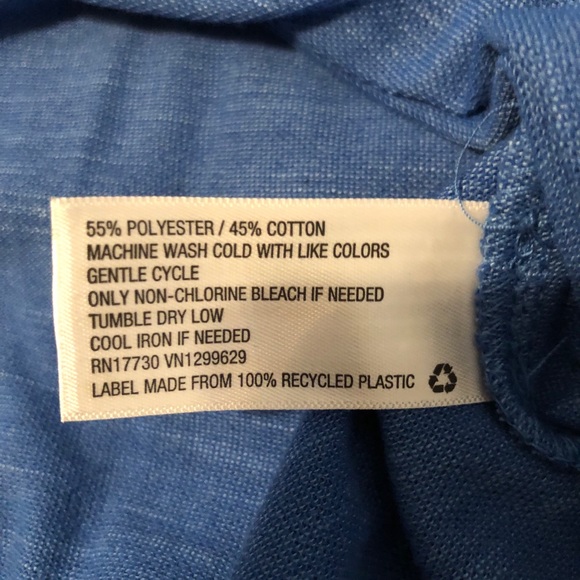 55% POLYESTER / 45% COTTON
MACHINE WASH COLD WITH LIKE COLORS
GENTLE CYCLE
ONLY NON-CHLORINE BLEACH IF NEEDED
TUMBLE DRY LOW
COOL IRON IF NEEDED
RN17730 VN1299629
LABEL MADE FROM 100% RECYCLED PLASTIC